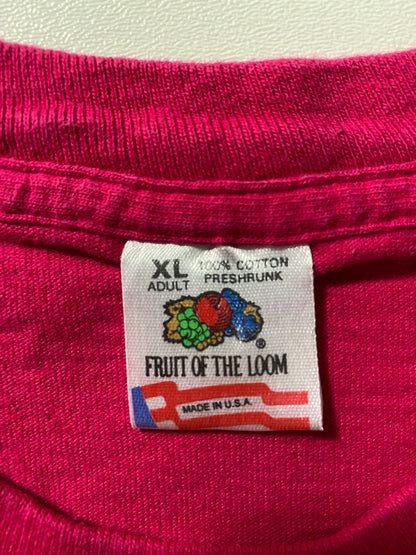 XL 100% COTTON
ADULT PRESHRUNK
®
FRUIT OF THE LOOM
MADE IN U.S.A.